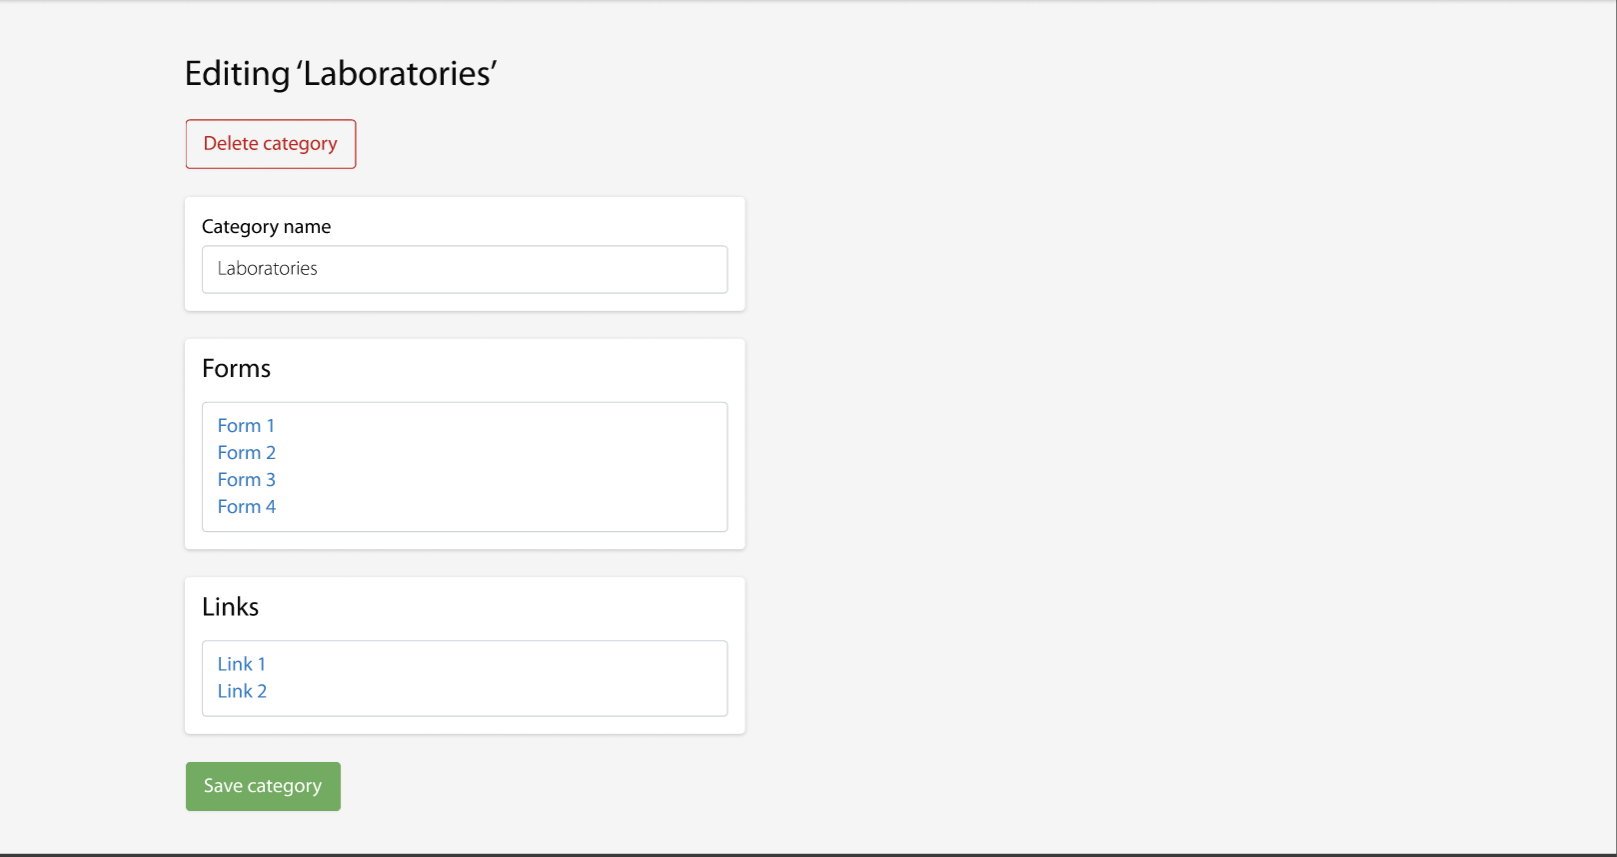 Editing ‘Laboratories’
Delete category
Category name
Laboratories
Forms
Form 1
Form 2
Form 3
Form 4
Links
Link 1
Link 2
Save category